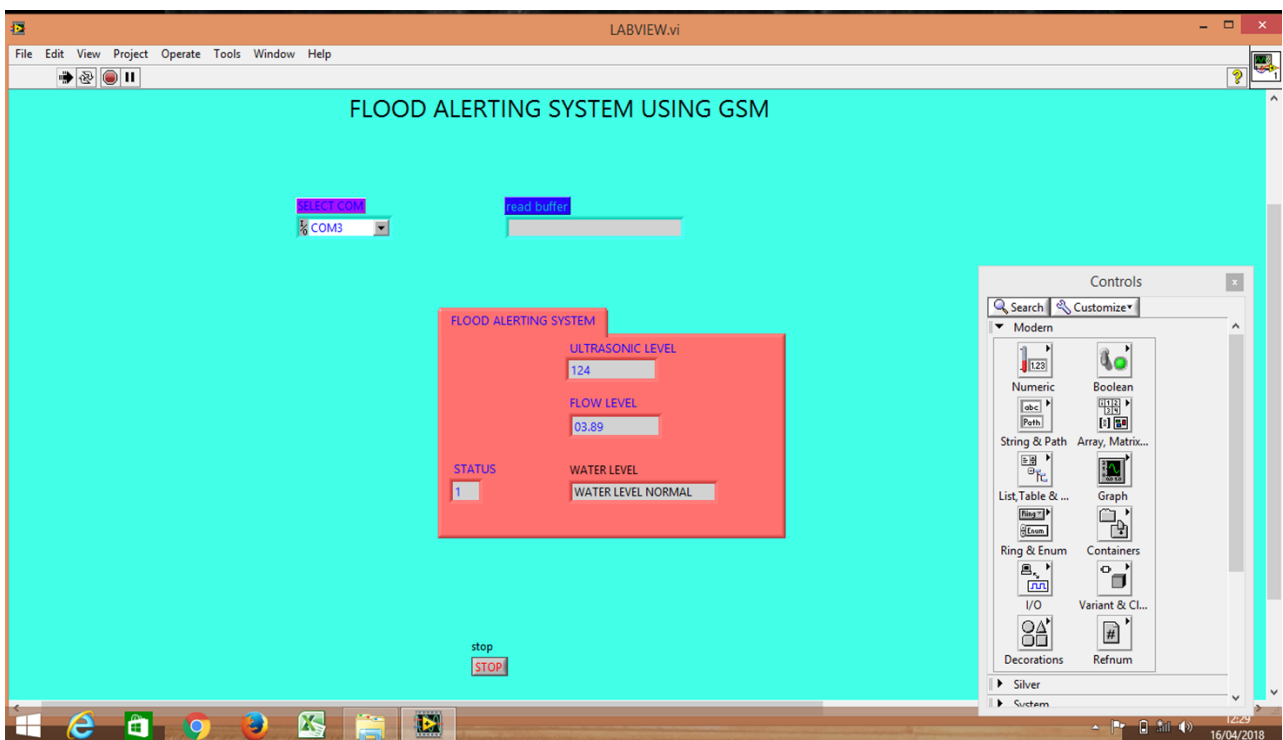 LABVIEW.vi
File Edit View Project Operate Tools Window Help
FLOOD ALERTING SYSTEM USING GSM
SELECT COM
COM3
read buffer
FLOOD ALERTING SYSTEM
ULTRASONIC LEVEL
124
FLOW LEVEL
03.89
STATUS
1
WATER LEVEL
WATER LEVEL NORMAL
stop
STOP
Controls
Search Customize
Modern
Numeric Boolean
String & Path Array, Matrix...
List, Table & ... Graph
Ring & Enum Containers
I/O Variant & Cl...
Decorations Refnum
Silver
System
12:29
16/04/2018